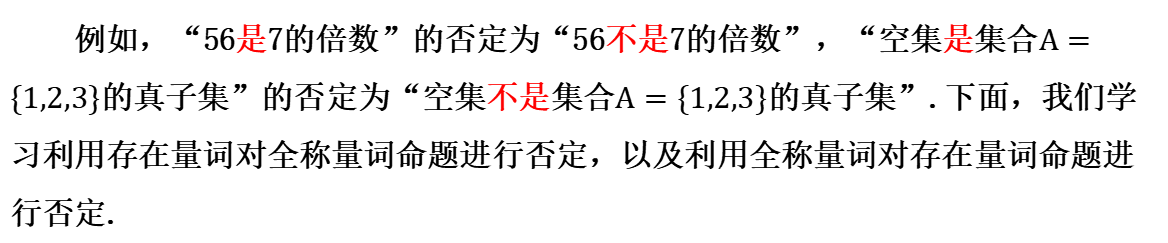 例如，“56是7的倍数”的否定为“56不是7的倍数”，“空集是集合A =
{1,2,3}的真子集”的否定为“空集不是集合A = {1,2,3}的真子集”. 下面，我们学
习利用存在量词对全称量词命题进行否定，以及利用全称量词对存在量词命题进
行否定.